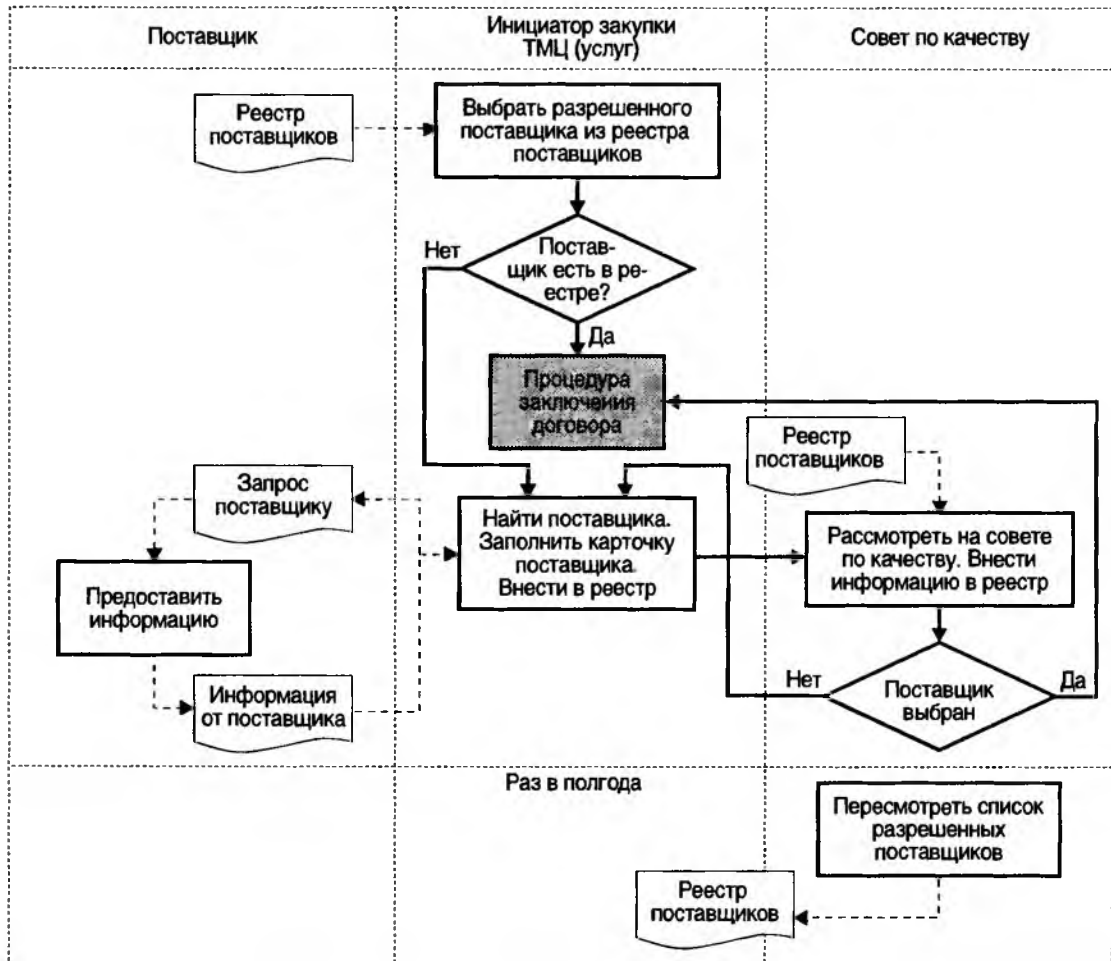 Поставщик
Инициатор закупки
ТМЦ (услуг)
Совет по качеству
Реестр
поставщиков
Выбрать разрешенного
поставщика из реестра
поставщиков
Нет
Постав-
щик есть в ре-
естре?
Да
Процедура
заключения
договора
Реестр
поставщиков
Запрос
поставщику
Найти поставщика.
Заполнить карточку
поставщика.
Внести в реестр
Рассмотреть на совете
по качеству. Внести
информацию в реестр
Предоставить
информацию
Информация
от поставщика
Нет
Поставщик
выбран
Да
Раз в полгода
Пересмотреть список
разрешенных
поставщиков
Реестр
поставщиков